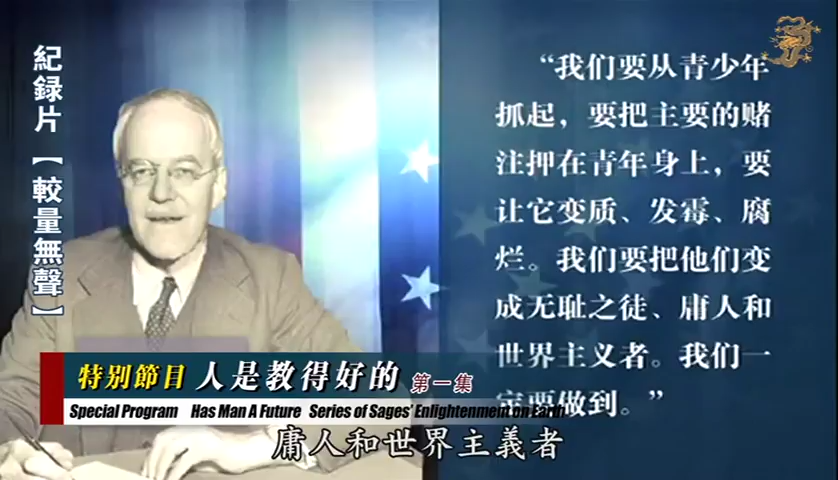 紀録片【較量無聲】
“我们要从青少年
抓起，要把主要的赌
注押在青年身上，要
让它变质、发霉、腐
烂。我们要把他们变
成无耻之徒、庸人和
世界主义者。我们一
定要做到。”
特别節目 人是教得好的 第一集
Special Program Has Man A Future Series of Sages' Enlightenment on Earth
庸人和世界主義者